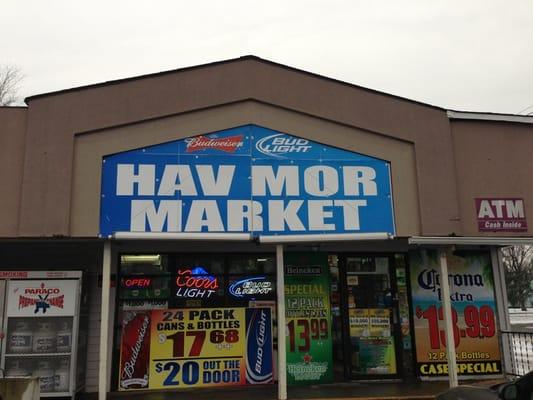 Budweiser
BUD
LIGHT
HAV MOR
MARKET
ATM
Cash Inside
SMOKING
PARACO
OPEN
Coors
LIGHT
BUD
LIGHT
Heineken
SPECIAL
12 PACK
$13.99
24 PACK
CANS & BOTTLES
$17.68
$20 OUT THE
DOOR
Budweiser
BUD LIGHT
Corona
Extra
$13.99
12 PACK BOTTLES
CASE SPECIAL